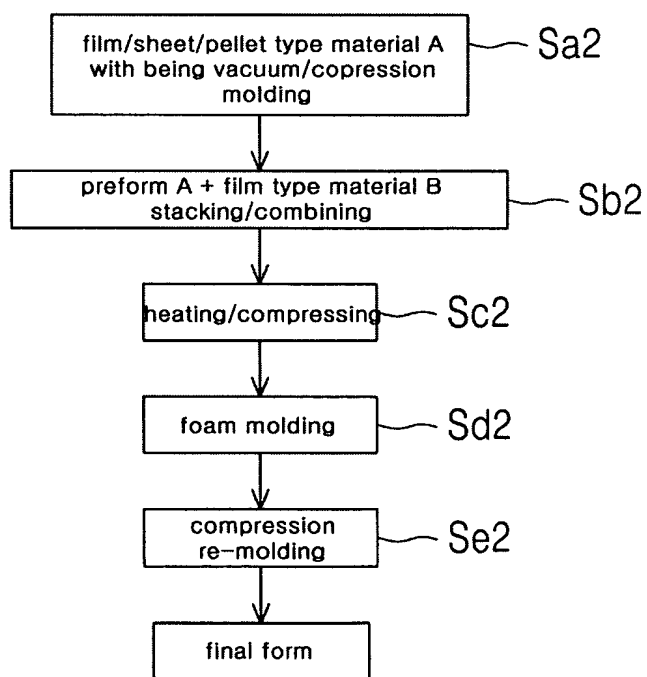 film/sheet/pellet type material A
with being vacuum/copression
molding
Sa2
preform A + film type material B
stacking/combining
Sb2
heating/compressing
Sc2
foam molding
Sd2
compression
re-molding
Se2
final form